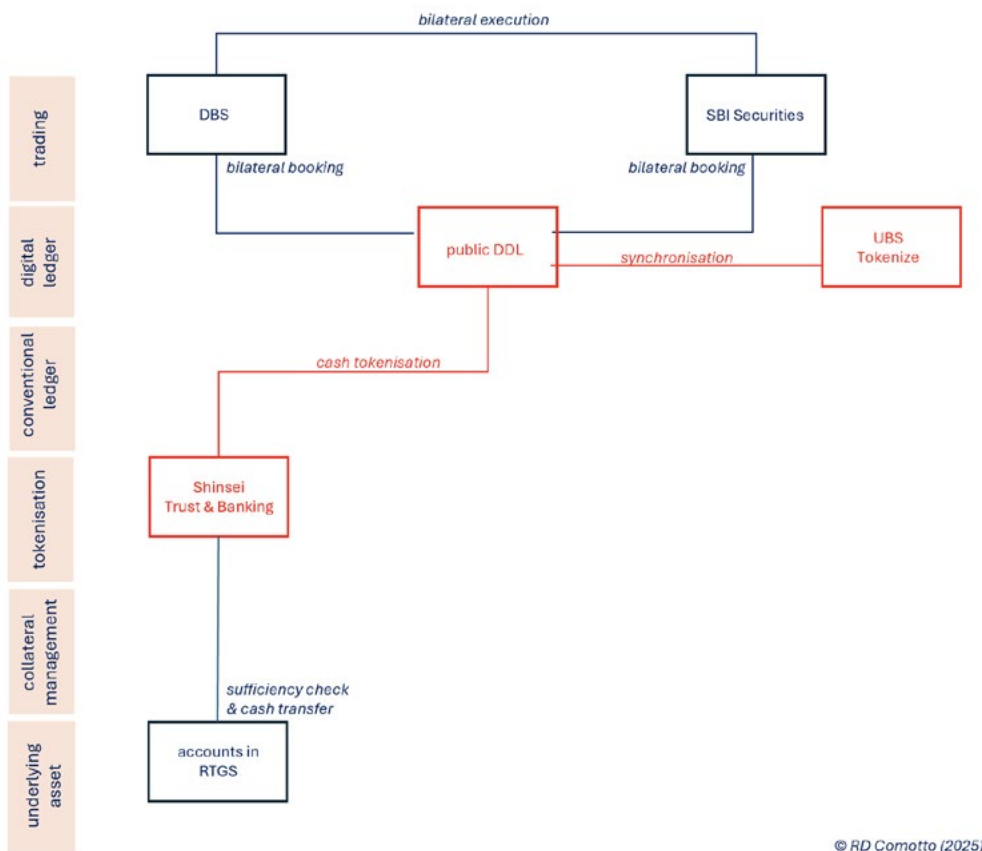 bilateral execution
trading
DBS
SBI Securities
bilateral booking
bilateral booking
digital
ledger
public DDL
synchronisation
UBS
Tokenize
conventional
ledger
cash tokenisation
tokenisation
Shinsei
Trust & Banking
collateral
management
sufficiency check
& cash transfer
underlying
asset
accounts in
RTGS
© RD Comotto (2025)